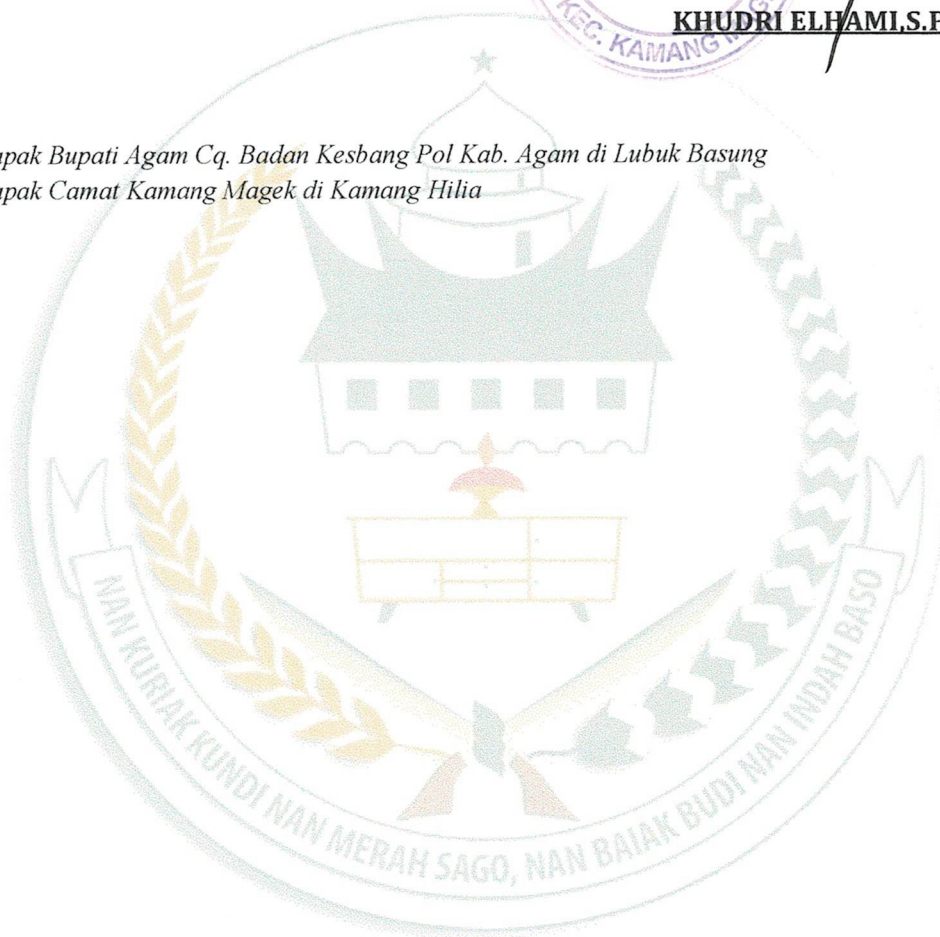 KEC. KAMANG MAG
KHUDRI ELHAMI,S.P
apak Bupati Agam Cq. Badan Kesbang Pol Kab. Agam di Lubuk Basung
apak Camat Kamang Magek di Kamang Hilia
NAN KURIAK KUNDI NAN MERAH SAGO, NAN BAIAK BUDI NAN INDAH BASO